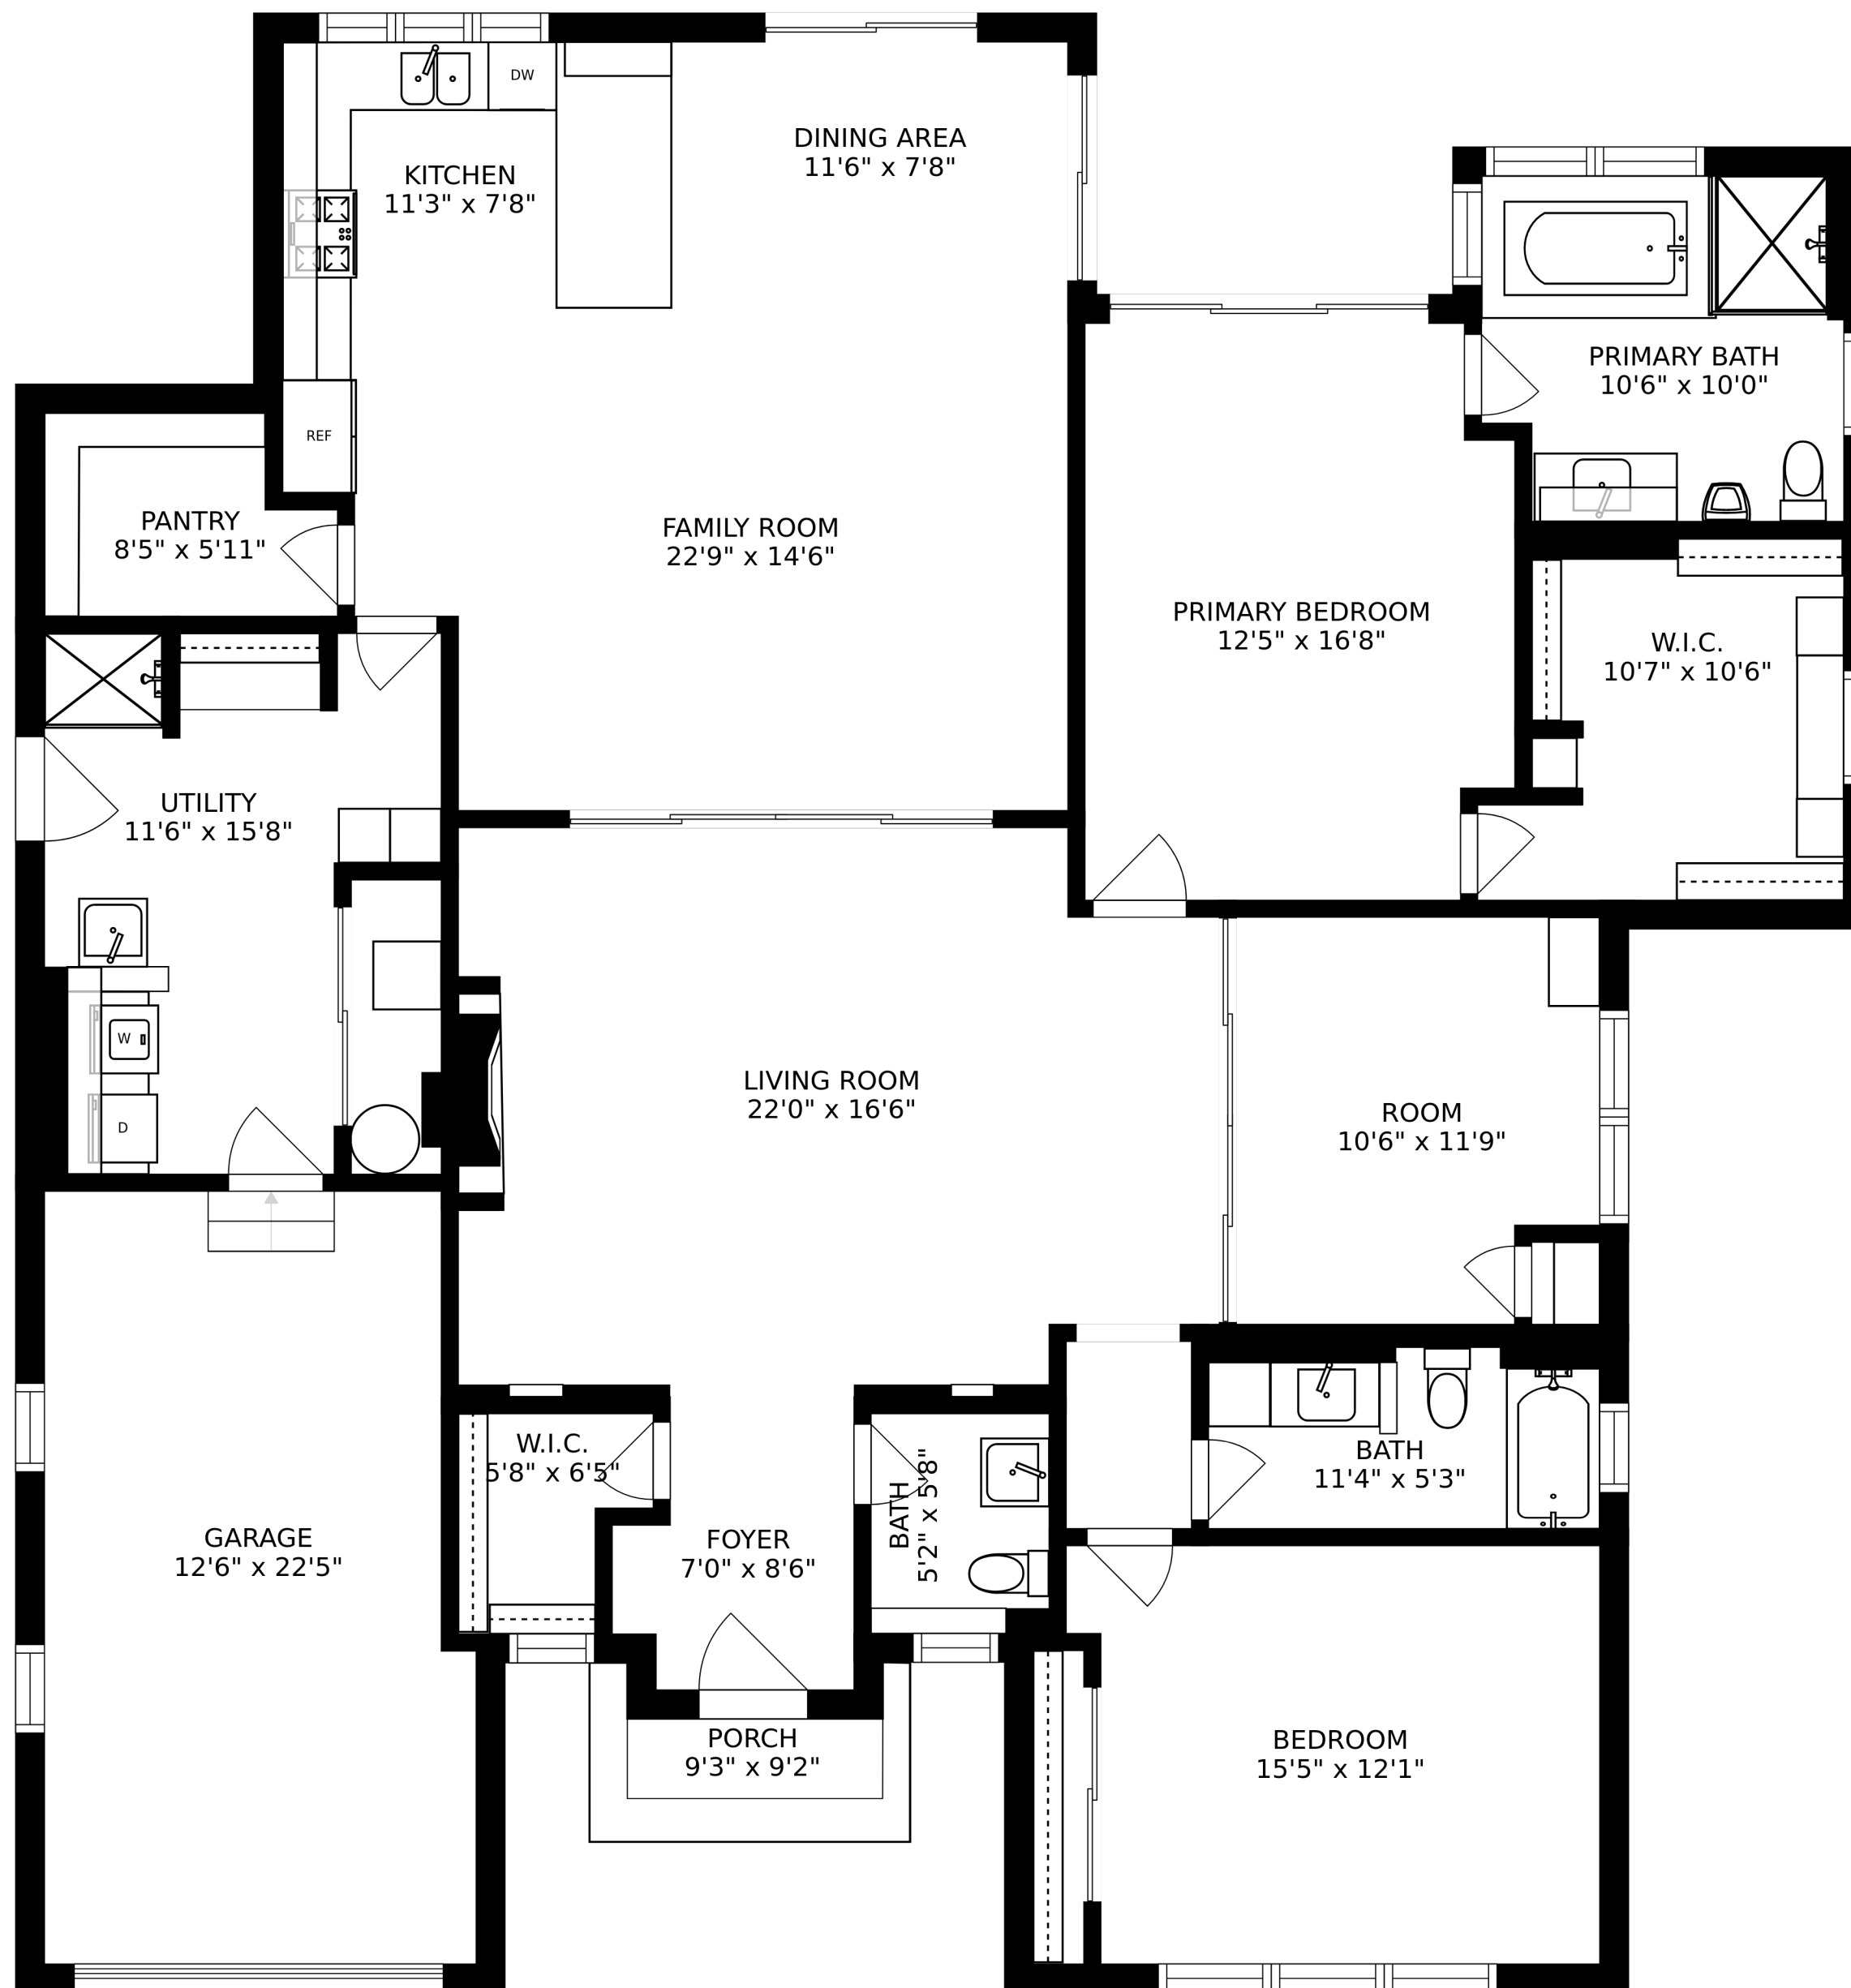 DW
DINING AREA
11'6" x 7'8"
KITCHEN
11'3" x 7'8"
PRIMARY BATH
10'6" x 10'0"
REF
PANTRY
8'5" x 5'11"
FAMILY ROOM
22'9" x 14'6"
PRIMARY BEDROOM
12'5" x 16'8"
W.I.C.
10'7" x 10'6"
UTILITY
11'6" x 15'8"
W
D
LIVING ROOM
22'0" x 16'6"
ROOM
10'6" x 11'9"
W.I.C.
5'8" x 6'5"
BATH
5'2" x 5'8"
BATH
11'4" x 5'3"
GARAGE
12'6" x 22'5"
FOYER
7'0" x 8'6"
PORCH
9'3" x 9'2"
BEDROOM
15'5" x 12'1"